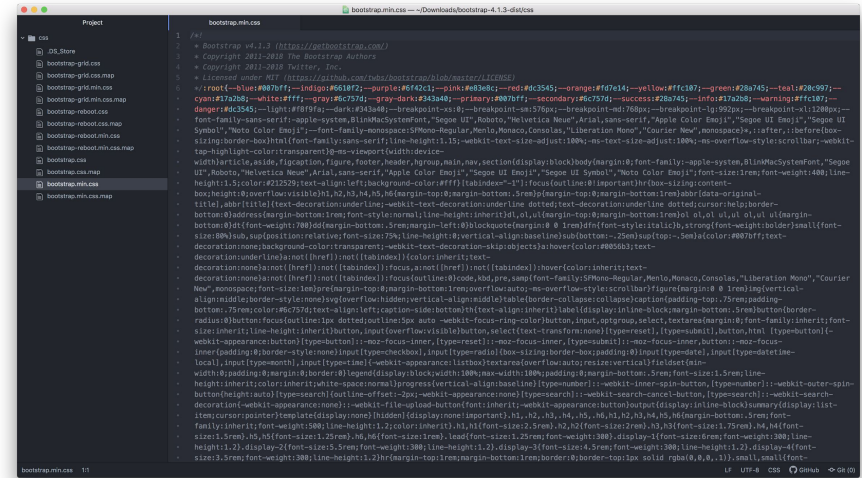 bootstrap.min.css — ~/Downloads/bootstrap-4.1.3-dist/css
Project
css
.DS_Store
bootstrap-grid.css
bootstrap-grid.css.map
bootstrap-grid.min.css
bootstrap-grid.min.css.map
bootstrap-reboot.css
bootstrap-reboot.css.map
bootstrap-reboot.min.css
bootstrap-reboot.min.css.map
bootstrap.css
bootstrap.css.map
bootstrap.min.css
bootstrap.min.css.map
bootstrap.min.css
1 /*!
2 * Bootstrap v4.1.3 (https://getbootstrap.com/)
3 * Copyright 2011-2018 The Bootstrap Authors
4 * Copyright 2011-2018 Twitter, Inc.
5 * Licensed under MIT (https://github.com/twbs/bootstrap/blob/master/LICENSE)
6 */:root{--blue:#007bff;--indigo:#6610f2;--purple:#6f42c1;--pink:#e83e8c;--red:#dc3545;--orange:#fd7e14;--yellow:#ffc107;--green:#28a745;--teal:#20c997;--
cyan:#17a2b8;--white:#fff;--gray:#6c757d;--gray-dark:#343a40;--primary:#007bff;--secondary:#6c757d;--success:#28a745;--info:#17a2b8;--warning:#ffc107;--
danger:#dc3545;--light:#f8f9fa;--dark:#343a40;--breakpoint-xs:0;--breakpoint-sm:576px;--breakpoint-md:768px;--breakpoint-lg:992px;--breakpoint-xl:1200px;--
font-family-sans-serif:-apple-system,BlinkMacSystemFont,"Segoe UI",Roboto,"Helvetica Neue",Arial,sans-serif,"Apple Color Emoji","Segoe UI Emoji","Segoe UI
Symbol","Noto Color Emoji";--font-family-monospace:SFMono-Regular,Menlo,Monaco,Consolas,"Liberation Mono","Courier New",monospace}*,::after,::before{box-
sizing:border-box}html{font-family:sans-serif;line-height:1.15;-webkit-text-size-adjust:100%;-ms-text-size-adjust:100%;-ms-overflow-style:scrollbar;-webkit-
tap-highlight-color:transparent}@-ms-viewport{width:device-
width}article,aside,figcaption,figure,footer,header,hgroup,main,nav,section{display:block}body{margin:0;font-family:-apple-system,BlinkMacSystemFont,"Segoe
UI",Roboto,"Helvetica Neue",Arial,sans-serif,"Apple Color Emoji","Segoe UI Emoji","Segoe UI Symbol","Noto Color Emoji";font-size:1rem;font-weight:400;line-
height:1.5;color:#212529;text-align:left;background-color:#fff}[tabindex="-1"]:focus{outline:0!important}hr{box-sizing:content-
box;height:0;overflow:visible}h1,h2,h3,h4,h5,h6{margin-top:0;margin-bottom:.5rem}p{margin-top:0;margin-bottom:1rem}abbr[data-original-
title],abbr[title]{text-decoration:underline;-webkit-text-decoration:underline dotted;text-decoration:underline dotted;cursor:help;border-
bottom:0}address{margin-bottom:1rem;font-style:normal;line-height:inherit}dl,ol,ul{margin-top:0;margin-bottom:1rem}ol ol,ol ul,ul ol,ul ul{margin-
bottom:0}dt{font-weight:700}dd{margin-bottom:.5rem;margin-left:0}blockquote{margin:0 0 1rem}dfn{font-style:italic}b,strong{font-weight:bolder}small{font-
size:80%}sub,sup{position:relative;font-size:75%;line-height:0;vertical-align:baseline}sub{bottom:-.25em}sup{top:-.5em}a{color:#007bff;text-
decoration:none;background-color:transparent;-webkit-text-decoration-skip:objects}a:hover{color:#0056b3;text-
decoration:underline}a:not([href]):not([tabindex]){color:inherit;text-
decoration:none}a:not([href]):not([tabindex]):focus,a:not([href]):not([tabindex]):hover{color:inherit;text-
decoration:none}a:not([href]):not([tabindex]):focus{outline:0}code,kbd,pre,samp{font-family:SFMono-Regular,Menlo,Monaco,Consolas,"Liberation Mono","Courier
New",monospace;font-size:1em}pre{margin-top:0;margin-bottom:1rem;overflow:auto;-ms-overflow-style:scrollbar}figure{margin:0 0 1rem}img{vertical-
align:middle;border-style:none}svg{overflow:hidden;vertical-align:middle}table{border-collapse:collapse}caption{padding-top:.75rem;padding-
bottom:.75rem;color:#6c757d;text-align:left;caption-side:bottom}th{text-align:inherit}label{display:inline-block;margin-bottom:.5rem}button{border-
radius:0}button:focus{outline:1px dotted;outline:5px auto -webkit-focus-ring-color}button,input,optgroup,select,textarea{margin:0;font-family:inherit;font-
size:inherit;line-height:inherit}button,input{overflow:visible}button,select{text-transform:none}[type=reset],[type=submit],button,html [type=button]{-
webkit-appearance:button}[type=button]::-moz-focus-inner,[type=reset]::-moz-focus-inner,[type=submit]::-moz-focus-inner,button::-moz-focus-
inner{padding:0;border-style:none}input[type=checkbox],input[type=radio]{box-sizing:border-box;padding:0}input[type=date],input[type=datetime-
local],input[type=month],input[type=time]{-webkit-appearance:listbox}textarea{overflow:auto;resize:vertical}fieldset{min-
width:0;padding:0;margin:0;border:0}legend{display:block;width:100%;max-width:100%;padding:0;margin-bottom:.5rem;font-size:1.5rem;line-
height:inherit;color:inherit;white-space:normal}progress{vertical-align:baseline}[type=number]::-webkit-inner-spin-button,[type=number]::-webkit-outer-spin-
button{height:auto}[type=search]{outline-offset:-2px;-webkit-appearance:none}[type=search]::-webkit-search-cancel-button,[type=search]::-webkit-search-
decoration{-webkit-appearance:none}::-webkit-file-upload-button{font:inherit;-webkit-appearance:button}output{display:inline-block}summary{display:list-
item;cursor:pointer}template{display:none}[hidden]{display:none!important}.h1,.h2,.h3,.h4,.h5,.h6,h1,h2,h3,h4,h5,h6{margin-bottom:.5rem;font-
family:inherit;font-weight:500;line-height:1.2;color:inherit}.h1,h1{font-size:2.5rem}.h2,h2{font-size:2rem}.h3,h3{font-size:1.75rem}.h4,h4{font-
size:1.5rem}.h5,h5{font-size:1.25rem}.h6,h6{font-size:1rem}.lead{font-size:1.25rem;font-weight:300}.display-1{font-size:6rem;font-weight:300;line-
height:1.2}.display-2{font-size:5.5rem;font-weight:300;line-height:1.2}.display-3{font-size:4.5rem;font-weight:300;line-height:1.2}.display-4{font-
size:3.5rem;font-weight:300;line-height:1.2}hr{margin-top:1rem;margin-bottom:1rem;border:0;border-top:1px solid rgba(0,0,0,.1)}.small,small{font-
bootstrap.min.css 1:1
LF UTF-8 CSS GitHub Git (0)